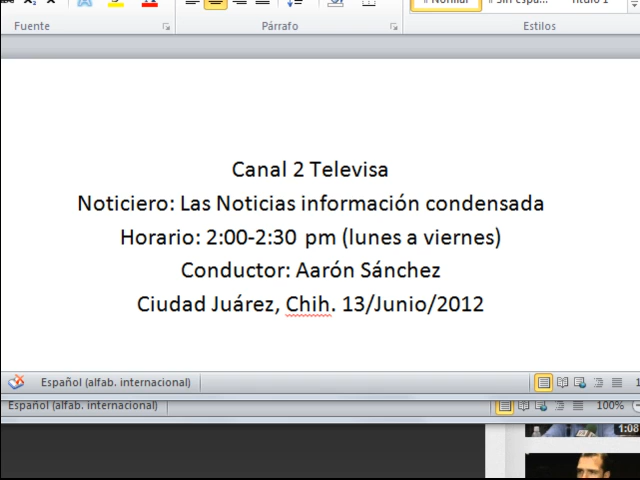 Fuente
Párrafo
Estilos
Canal 2 Televisa
Noticiero: Las Noticias información condensada
Horario: 2:00-2:30 pm (lunes a viernes)
Conductor: Aarón Sánchez
Ciudad Juárez, Chih. 13/Junio/2012
Español (alfab. internacional)
Español (alfab. internacional)
100%
1:08